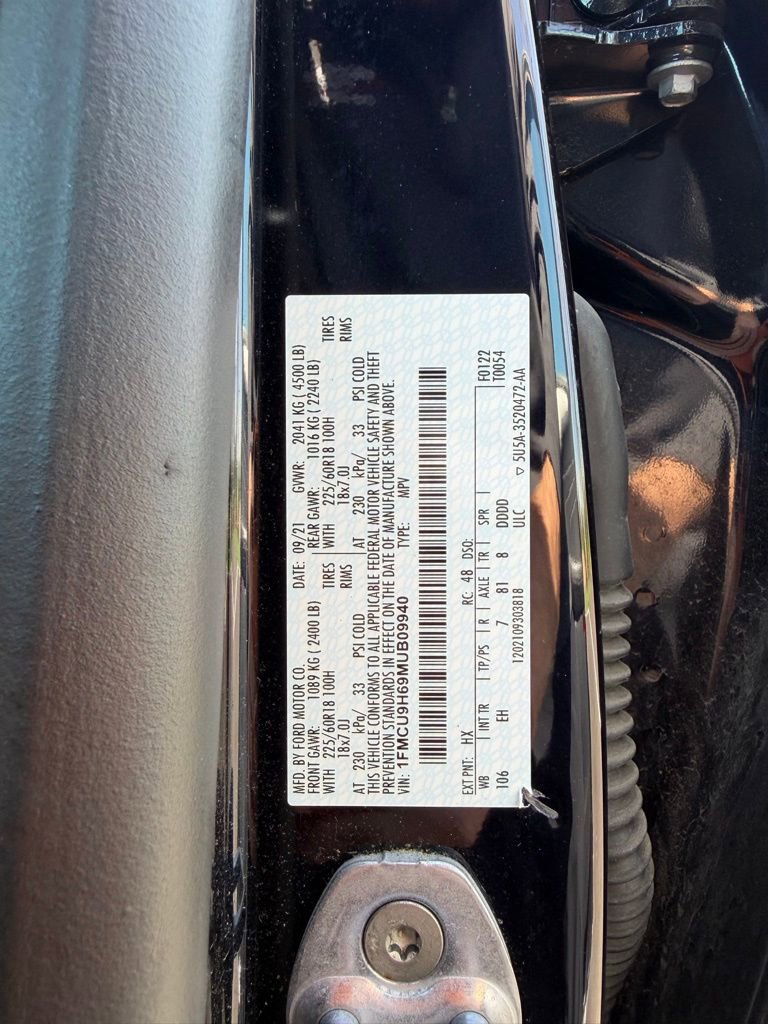 MFD. BY FORD MOTOR CO. DATE: 09/21 GVWR: 2041 KG ( 4500 LB)
FRONT GAWR: 1089 KG ( 2400 LB) REAR GAWR: 1016 KG ( 2240 LB)
WITH 225/60R18 100H TIRES WITH 225/60R18 100H TIRES
18x7.0J RIMS 18x7.0J RIMS
AT 230 kPa/ 33 PSI COLD AT 230 kPa/ 33 PSI COLD
THIS VEHICLE CONFORMS TO ALL APPLICABLE FEDERAL MOTOR VEHICLE SAFETY AND THEFT
PREVENTION STANDARDS IN EFFECT ON THE DATE OF MANUFACTURE SHOWN ABOVE.
VIN: 1FMCU9H69MUB09940 TYPE: MPV
EXT PNT: HX RC: 48 DSO: F0122
WB INT TR TP/PS R AXLE TR SPR T0054
106 EH 7 81 8 DDDD
1202109303818 ULC ▽ 5U5A-3520472-AA